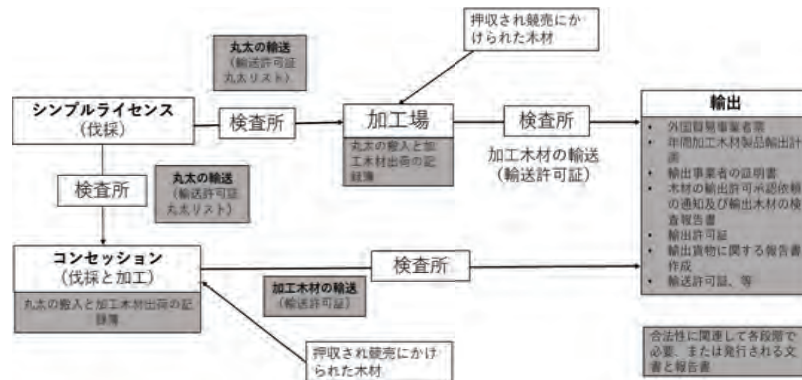 押収され競売にか
けられた木材
丸太の輸送
（輸送許可証
丸太リスト）
シンプルライセンス
（伐採）
検査所
加工場
丸太の搬入と加
工木材出荷の記
録簿
検査所
加工木材の輸送
（輸送許可証）
輸出
• 外国貿易事業者票
• 年間加工木材製品輸出計
画
• 輸出事業者の証明書
• 木材の輸出許可承認依頼
の通知及び輸出木材の検
査報告書
• 輸出許可証
• 輸出貨物に関する報告書
作成
• 輸送許可証、等
検査所
丸太の輸送
（輸送許可証
丸太リスト）
コンセッション
（伐採と加工）
丸太の搬入と加工木材出荷の記
録簿
加工木材の輸送
（輸送許可証）
検査所
押収され競売にかけ
られた木材
合法性に関連して各段階で
必要、または発行される文
書と報告書